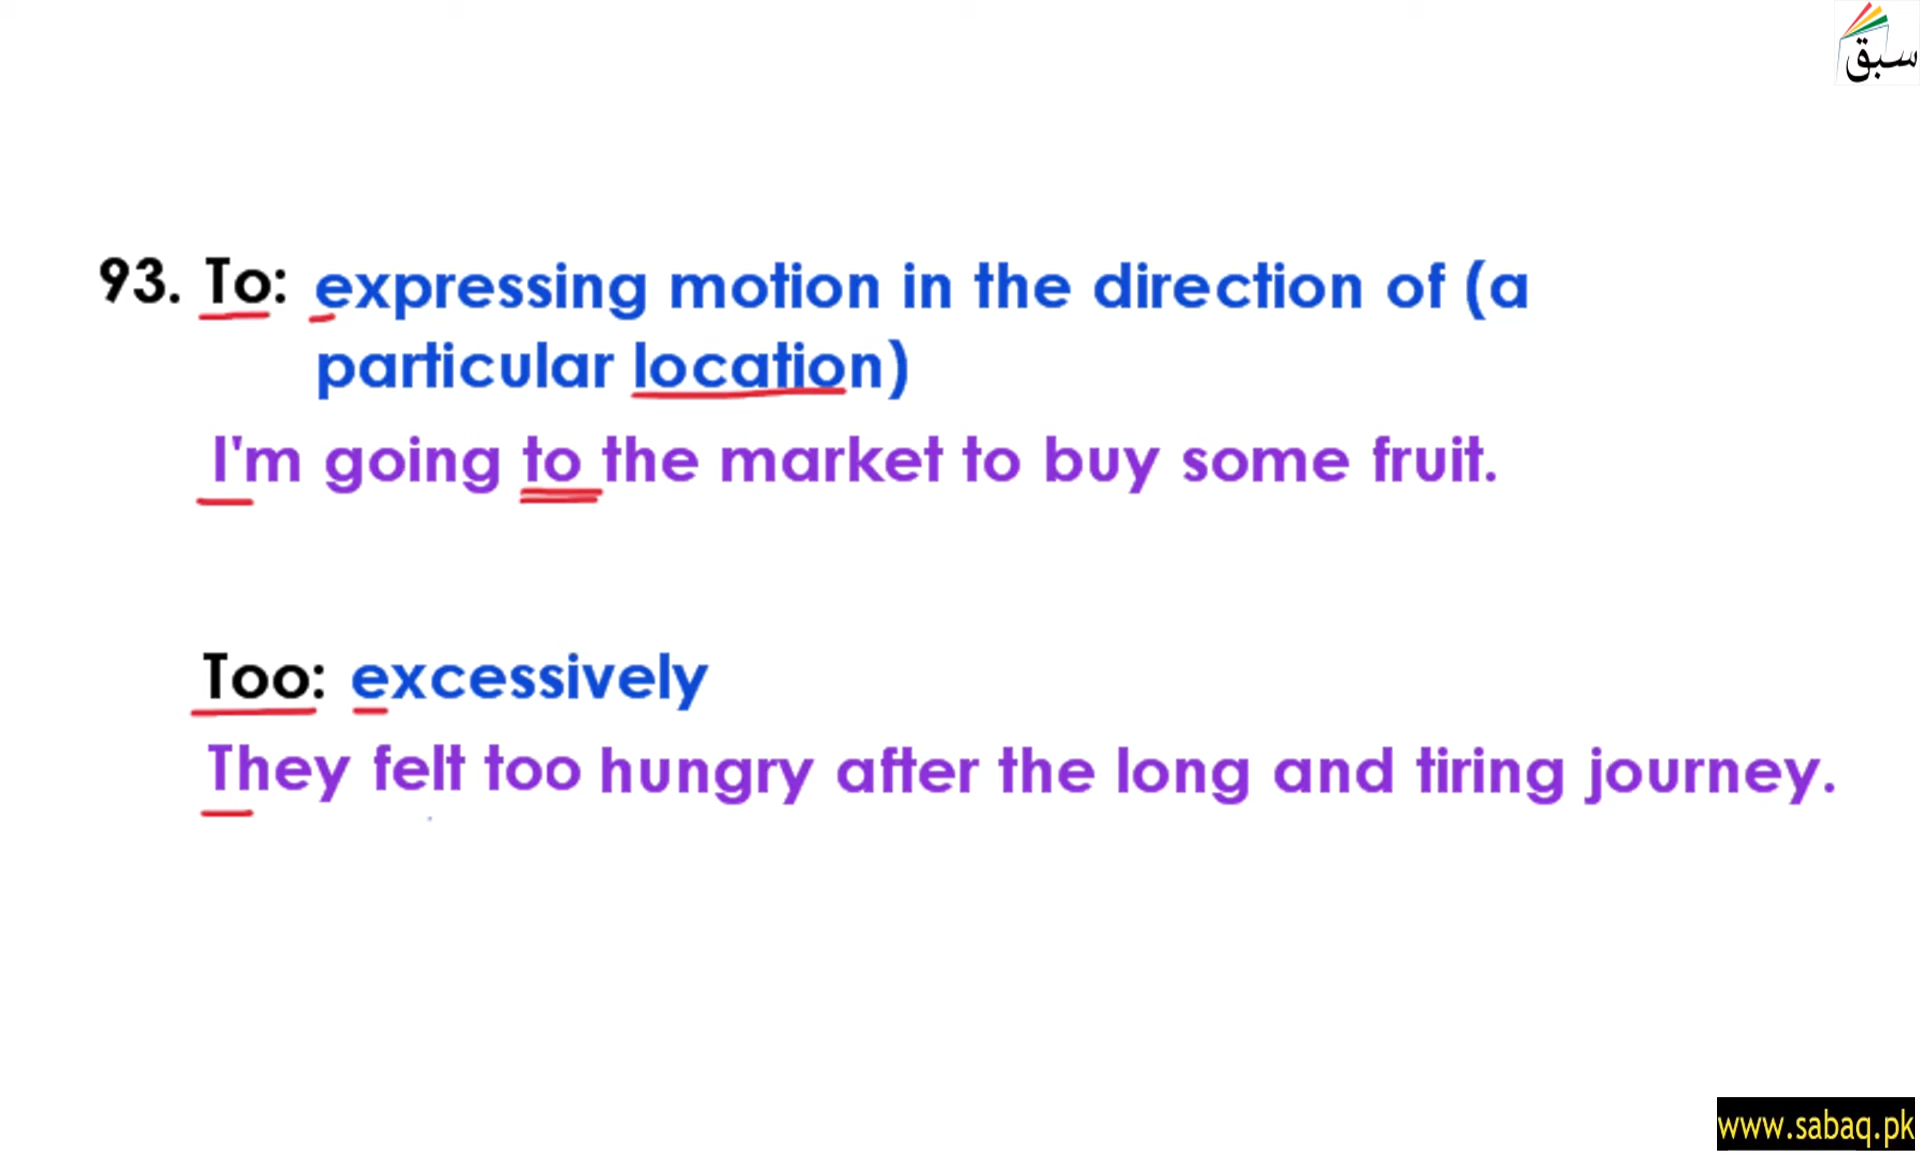 سبق
93. To: expressing motion in the direction of (a
particular location)
I'm going to the market to buy some fruit.
Too: excessively
They felt too hungry after the long and tiring journey.
www.sabaq.pk